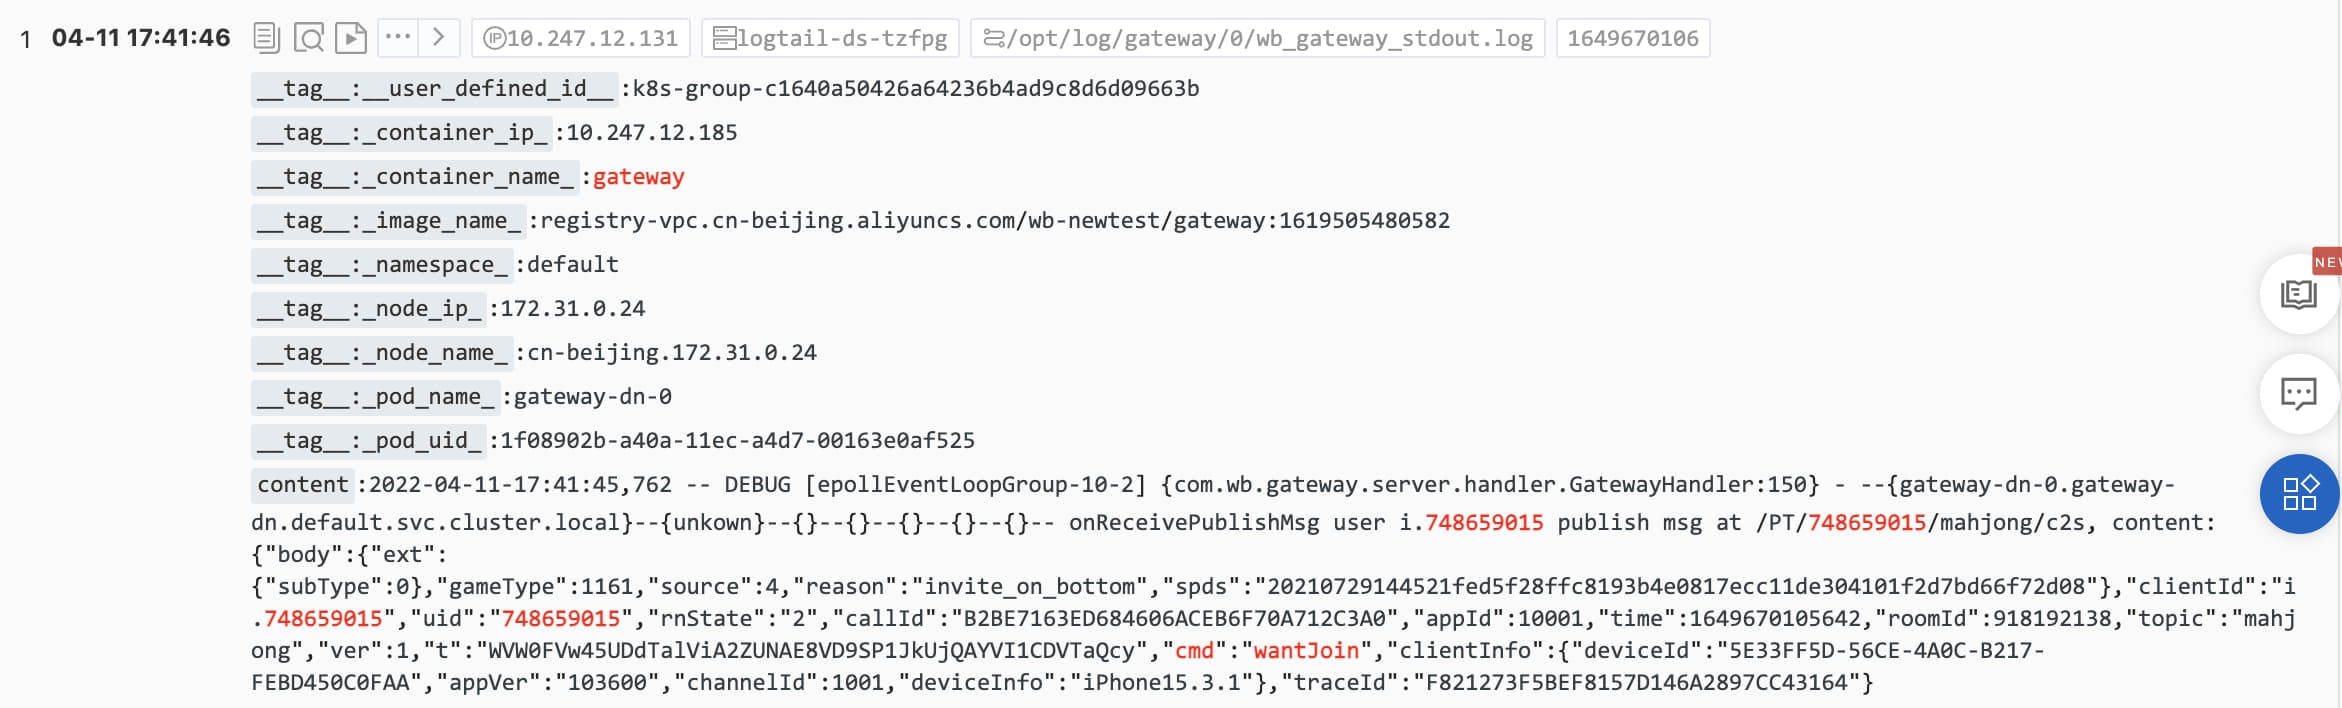 1 04-11 17:41:46 ··· > IP 10.247.12.131 logtail-ds-tzfpg /opt/log/gateway/0/wb_gateway_stdout.log 1649670106
__tag__:__user_defined_id__ :k8s-group-c1640a50426a64236b4ad9c8d6d09663b
__tag__:_container_ip_ :10.247.12.185
__tag__:_container_name_ :gateway
__tag__:_image_name_ :registry-vpc.cn-beijing.aliyuncs.com/wb-newtest/gateway:1619505480582
__tag__:_namespace_ :default
NEW
__tag__:_node_ip_ :172.31.0.24
__tag__:_node_name_ :cn-beijing.172.31.0.24
__tag__:_pod_name_ :gateway-dn-0
__tag__:_pod_uid_ :1f08902b-a40a-11ec-a4d7-00163e0af525
content :2022-04-11-17:41:45,762 -- DEBUG [epollEventLoopGroup-10-2] {com.wb.gateway.server.handler.GatewayHandler:150} - --{gateway-dn-0.gateway-
dn.default.svc.cluster.local}--{unkown}--{}--{}--{}--{}--{}-- onReceivePublishMsg user i.748659015 publish msg at /PT/748659015/mahjong/c2s, content:
{"body":{"ext":
{"subType":0},"gameType":1161,"source":4,"reason":"invite_on_bottom","spds":"20210729144521fed5f28ffc8193b4e0817ecc11de304101f2d7bd66f72d08"},"clientId":"i
.748659015","uid":"748659015","rnState":"2","callId":"B2BE7163ED684606ACEB6F70A712C3A0","appId":10001,"time":1649670105642,"roomId":918192138,"topic":"mahj
ong","ver":1,"t":"WVW0FVw45UDdTalViA2ZUNAE8VD9SP1JkUjQAYVI1CDVTaQcy","cmd":"wantJoin","clientInfo":{"deviceId":"5E33FF5D-56CE-4A0C-B217-
FEBD450C0FAA","appVer":"103600","channelId":1001,"deviceInfo":"iPhone15.3.1"},"traceId":"F821273F5BEF8157D146A2897CC43164"}